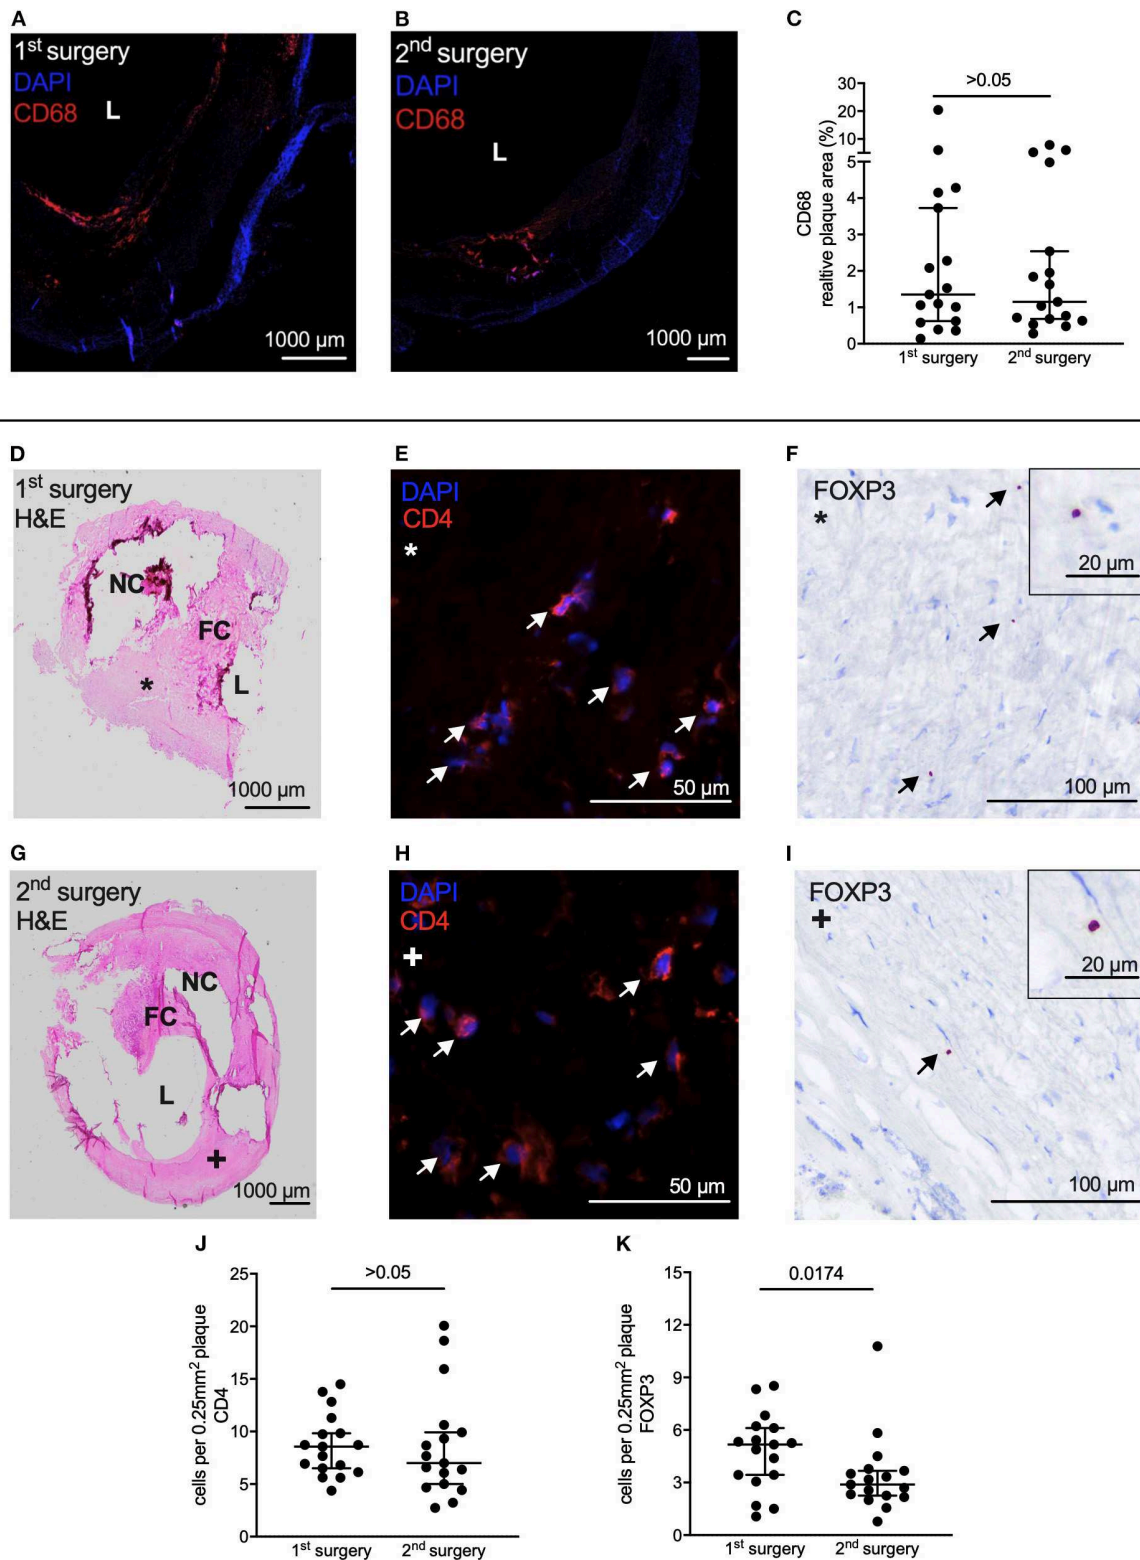 A
1st surgery
DAPI
CD68
L
1000 µm
B
2nd surgery
DAPI
CD68
L
1000 µm
C
>0.05
30
20
10
5
4
3
2
1
0
CD68
realtive plaque area (%)
1st surgery
2nd surgery
D
1st surgery
H&E
NC
FC
*
L
1000 µm
E
DAPI
CD4
*
50 µm
F
FOXP3
*
20 µm
100 µm
G
2nd surgery
H&E
NC
FC
L
+
1000 µm
H
DAPI
CD4
+
50 µm
I
FOXP3
+
20 µm
100 µm
J
>0.05
25
20
15
10
5
0
cells per 0.25mm2 plaque
CD4
1st surgery
2nd surgery
K
0.0174
15
12
9
6
3
0
cells per 0.25mm2 plaque
FOXP3
1st surgery
2nd surgery